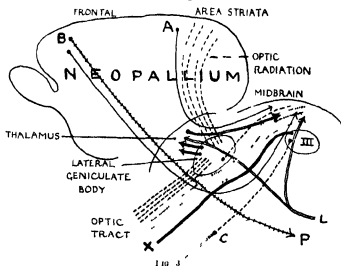 FRONTAL
AREA STRIATA
B
A
OPTIC
RADIATION
NEOPALLIUM
MIDBRAIN
THALAMUS
III
LATERAL
GENICULATE
BODY
OPTIC
TRACT
L
X
C
P